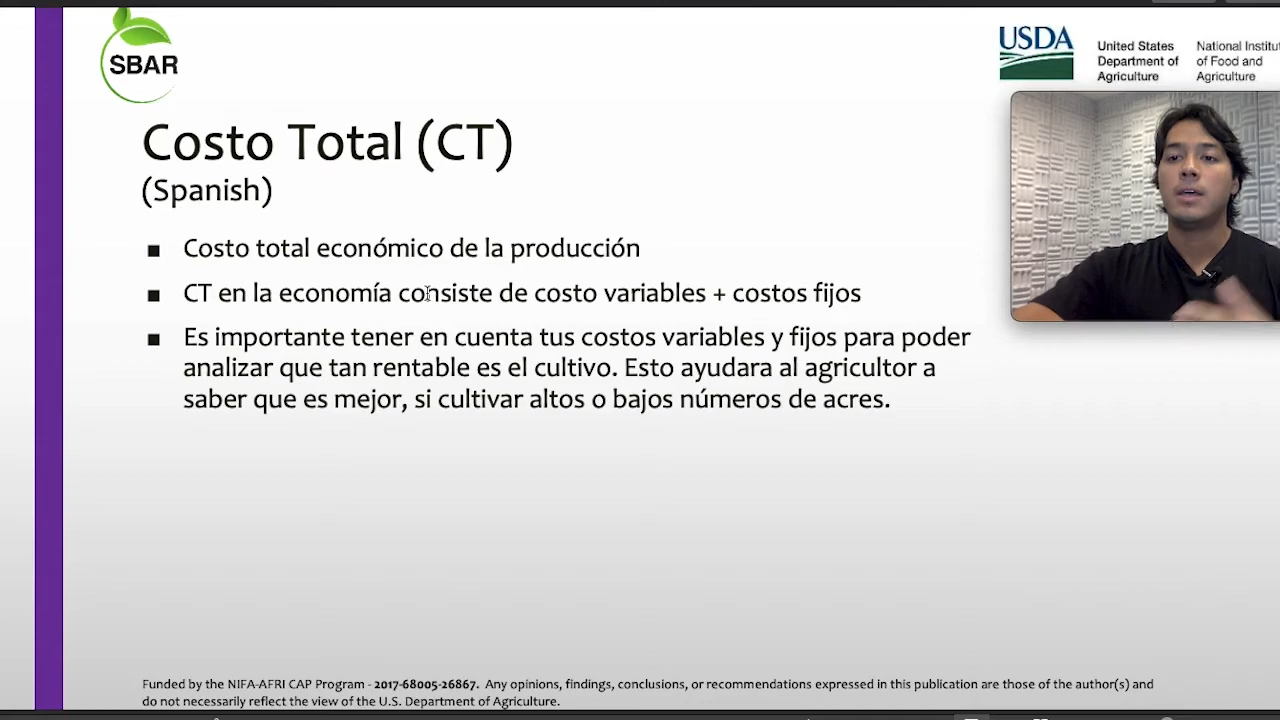 SBAR
USDA
United States
Department of
Agriculture
National Institu
of Food and
Agriculture
Costo Total (CT)
(Spanish)
Costo total económico de la producción
CT en la economía consiste de costo variables + costos fijos
Es importante tener en cuenta tus costos variables y fijos para poder
analizar que tan rentable es el cultivo. Esto ayudara al agricultor a
saber que es mejor, si cultivar altos o bajos números de acres.
Funded by the NIFA-AFRI CAP Program - 2017-68005-26867. Any opinions, findings, conclusions, or recommendations expressed in this publication are those of the author(s) and
do not necessarily reflect the view of the U.S. Department of Agriculture.